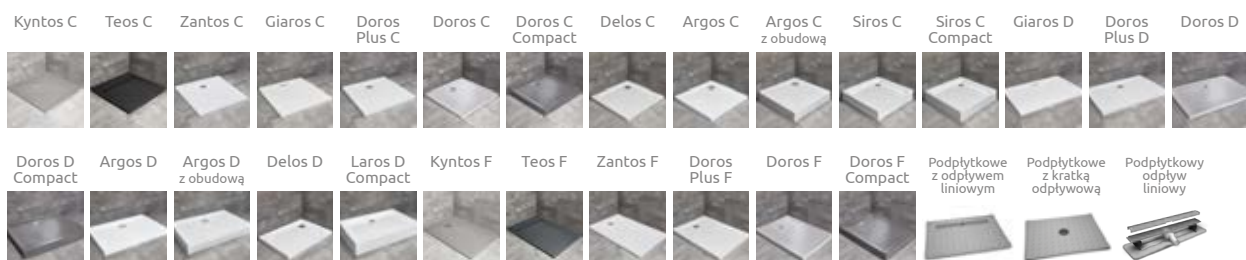 Kyntos C
Teos C
Zantos C
Giaros C
Doros
Plus C
Doros C
Doros C
Compact
Delos C
Argos C
Argos C
z obudową
Siros C
Siros C
Compact
Giaros D
Doros
Plus D
Doros D
Doros D
Compact
Argos D
Argos D
z obudową
Delos D
Laros D
Compact
Kyntos F
Teos F
Zantos F
Doros
Plus F
Doros F
Doros F
Compact
Podpłytkowe
z odpływem
liniowym
Podpłytkowe
z kratką
odpływową
Podpłytkowy
odpływ
liniowy